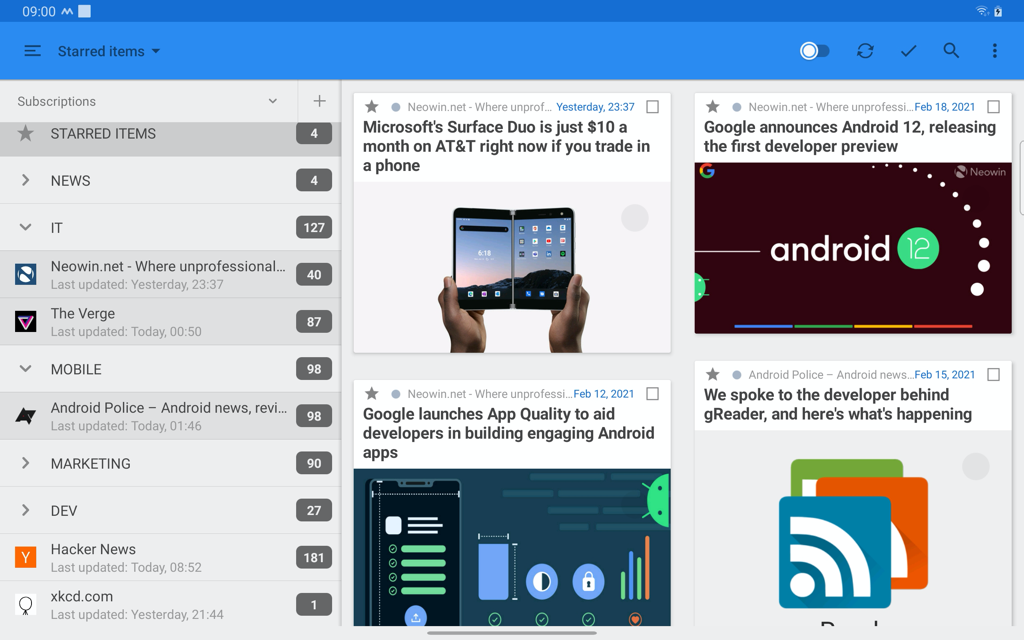 09:00
Starred items
Subscriptions
STARRED ITEMS 4
NEWS 4
IT 127
Neowin.net - Where unprofessional… 40
Last updated: Yesterday, 23:37
The Verge 87
Last updated: Today, 00:50
MOBILE 98
Android Police – Android news, revi… 98
Last updated: Today, 01:46
MARKETING 90
DEV 27
Hacker News 181
Last updated: Today, 08:52
xkcd.com 1
Last updated: Yesterday, 21:44
Neowin.net - Where unprof… Yesterday, 23:37
Microsoft's Surface Duo is just $10 a
month on AT&T right now if you trade in
a phone
6:18
Neowin.net - Where unprofessi… Feb 18, 2021
Google announces Android 12, releasing
the first developer preview
G Neowin
android 12
Neowin.net - Where unprofessi… Feb 12, 2021
Google launches App Quality to aid
developers in building engaging Android
apps
Android Police – Android news… Feb 15, 2021
We spoke to the developer behind
gReader, and here's what's happening
Y